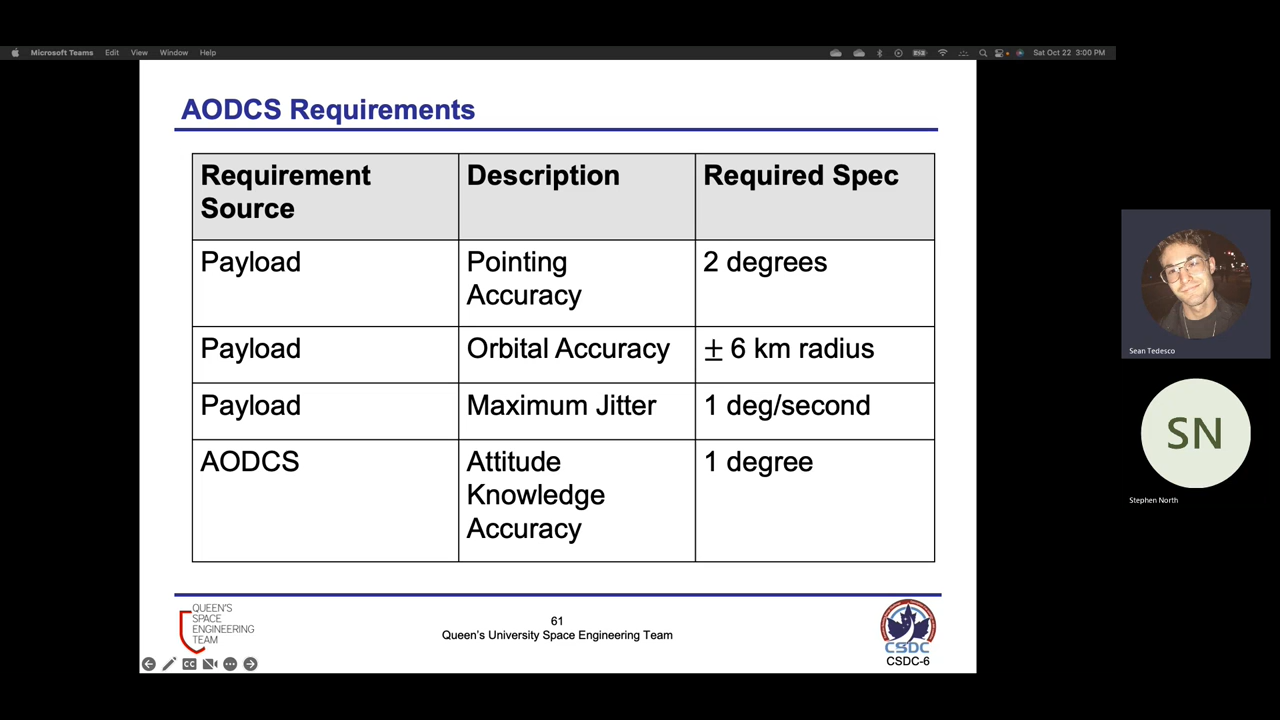 Microsoft Teams Edit View Window Help Sat Oct 22 3:00 PM
AODCS Requirements
Requirement Source Description Required Spec
Payload Pointing Accuracy 2 degrees
Payload Orbital Accuracy ± 6 km radius
Payload Maximum Jitter 1 deg/second
AODCS Attitude Knowledge Accuracy 1 degree
QUEEN'S
SPACE
ENGINEERING
TEAM
61
Queen's University Space Engineering Team
CSDC
CSDC-6
CC
Sean Tedesco
SN
Stephen North